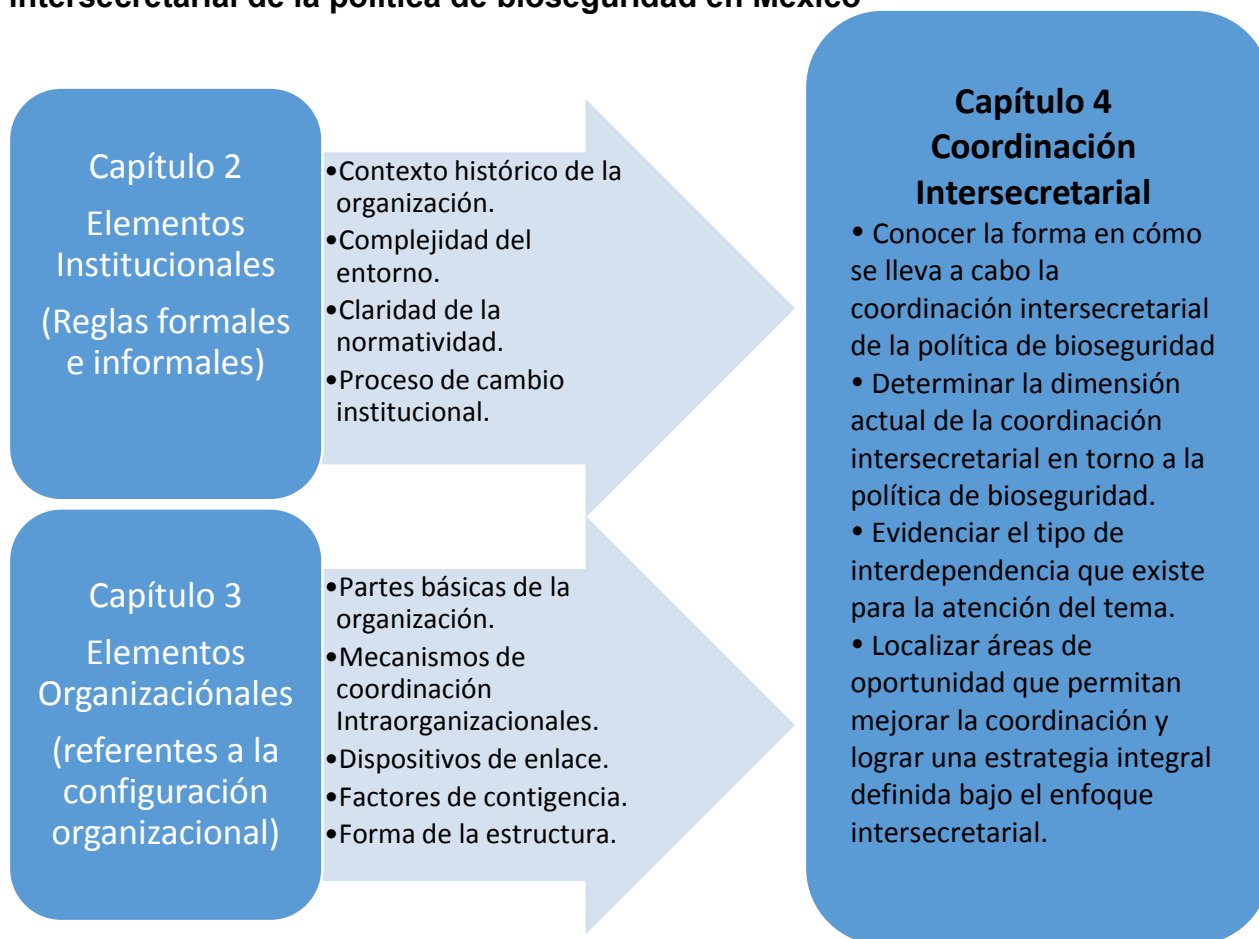 intersecretarial de la política de bioseguridad en México
Capítulo 2
Elementos
Institucionales
(Reglas formales
e informales)
•Contexto histórico de la
organización.
•Complejidad del
entorno.
•Claridad de la
normatividad.
•Proceso de cambio
institucional.
Capítulo 3
Elementos
Organizaciónales
(referentes a la
configuración
organizacional)
•Partes básicas de la
organización.
•Mecanismos de
coordinación
Intraorganizacionales.
•Dispositivos de enlace.
•Factores de contigencia.
•Forma de la estructura.
Capítulo 4
Coordinación
Intersecretarial
• Conocer la forma en cómo
se lleva a cabo la
coordinación intersecretarial
de la política de bioseguridad
• Determinar la dimensión
actual de la coordinación
intersecretarial en torno a la
política de bioseguridad.
• Evidenciar el tipo de
interdependencia que existe
para la atención del tema.
• Localizar áreas de
oportunidad que permitan
mejorar la coordinación y
lograr una estrategia integral
definida bajo el enfoque
intersecretarial.